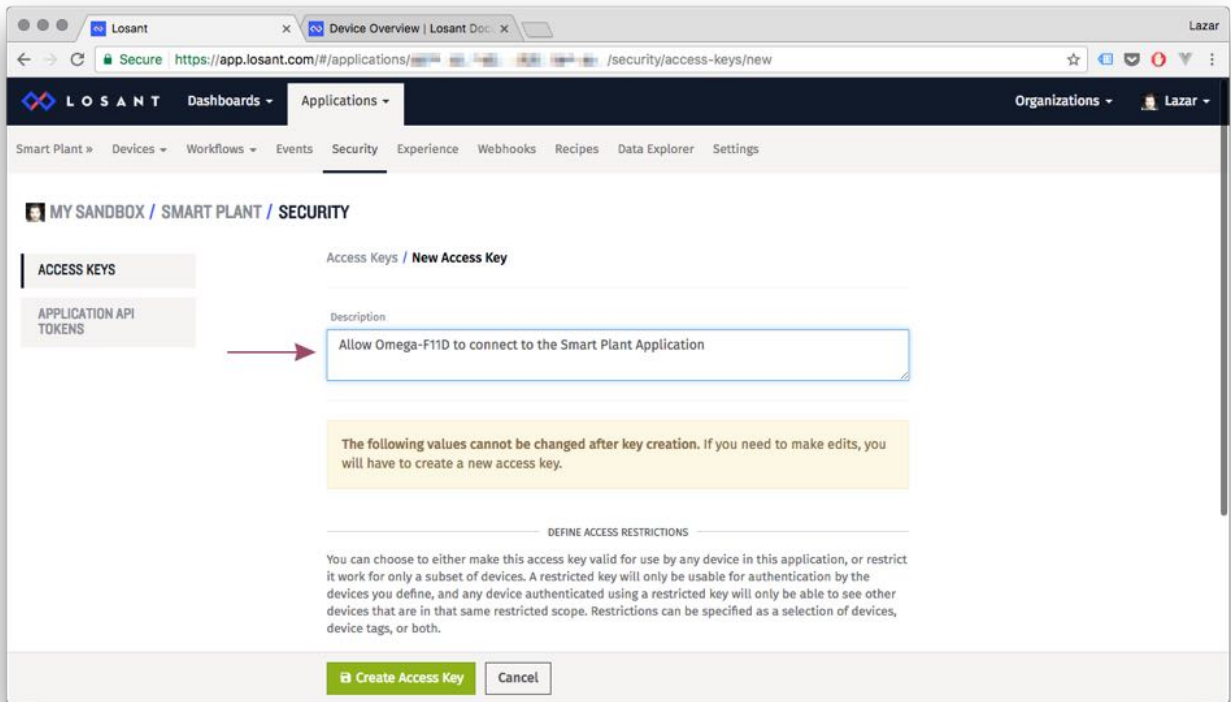 Losant
Device Overview | Losant Doc
Lazar
Secure https://app.losant.com/#/applications/ /security/access-keys/new
LOSANT Dashboards Applications Organizations Lazar
Smart Plant » Devices Workflows Events Security Experience Webhooks Recipes Data Explorer Settings
MY SANDBOX / SMART PLANT / SECURITY
ACCESS KEYS
APPLICATION API
TOKENS
Access Keys / New Access Key
Description
Allow Omega-F11D to connect to the Smart Plant Application
The following values cannot be changed after key creation. If you need to make edits, you
will have to create a new access key.
DEFINE ACCESS RESTRICTIONS
You can choose to either make this access key valid for use by any device in this application, or restrict
it work for only a subset of devices. A restricted key will only be usable for authentication by the
devices you define, and any device authenticated using a restricted key will only be able to see other
devices that are in that same restricted scope. Restrictions can be specified as a selection of devices,
device tags, or both.
Create Access Key Cancel